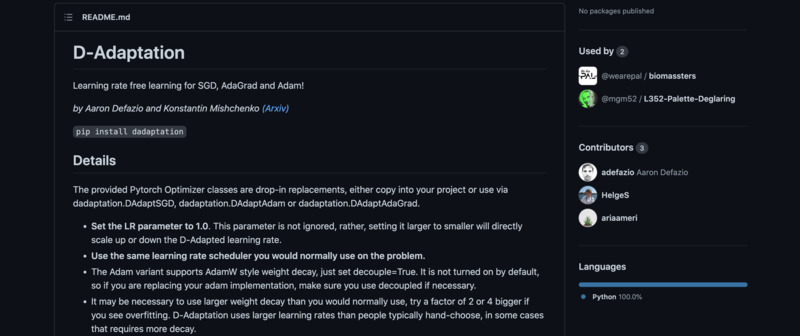 README.md
D-Adaptation
Learning rate free learning for SGD, AdaGrad and Adam!
by Aaron Defazio and Konstantin Mishchenko (Arxiv)
pip install dadaptation
Details
The provided Pytorch Optimizer classes are drop-in replacements, either copy into your project or use via
dadaptation.DAdaptSGD, dadaptation.DAdaptAdam or dadaptation.DAdaptAdaGrad.
• Set the LR parameter to 1.0. This parameter is not ignored, rather, setting it larger to smaller will directly
scale up or down the D-Adapted learning rate.
• Use the same learning rate scheduler you would normally use on the problem.
• The Adam variant supports AdamW style weight decay, just set decouple=True. It is not turned on by default,
so if you are replacing your adam implementation, make sure you use decoupled if necessary.
• It may be necessary to use larger weight decay than you would normally use, try a factor of 2 or 4 bigger if
you see overfitting. D-Adaptation uses larger learning rates than people typically hand-choose, in some cases
that requires more decay.
No packages published
Used by 2
@wearepal / biomassters
@mgm52 / L352-Palette-Deglaring
Contributors 3
adefazio Aaron Defazio
HelgeS
ariaameri
Languages
Python 100.0%